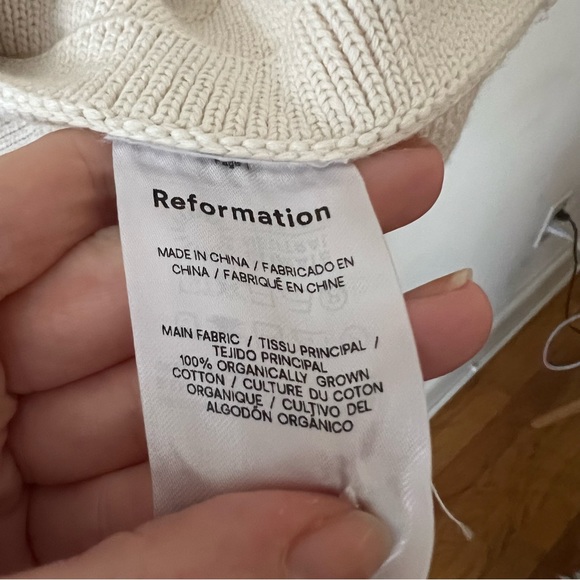 Reformation
MADE IN CHINA / FABRICADO EN
CHINA / FABRIQUÉ EN CHINE
MAIN FABRIC / TISSU PRINCIPAL /
TEJIDO PRINCIPAL
100% ORGANICALLY GROWN
COTTON / CULTURE DU COTON
ORGANIQUE / CULTIVO DEL
ALGODÓN ORGÁNICO